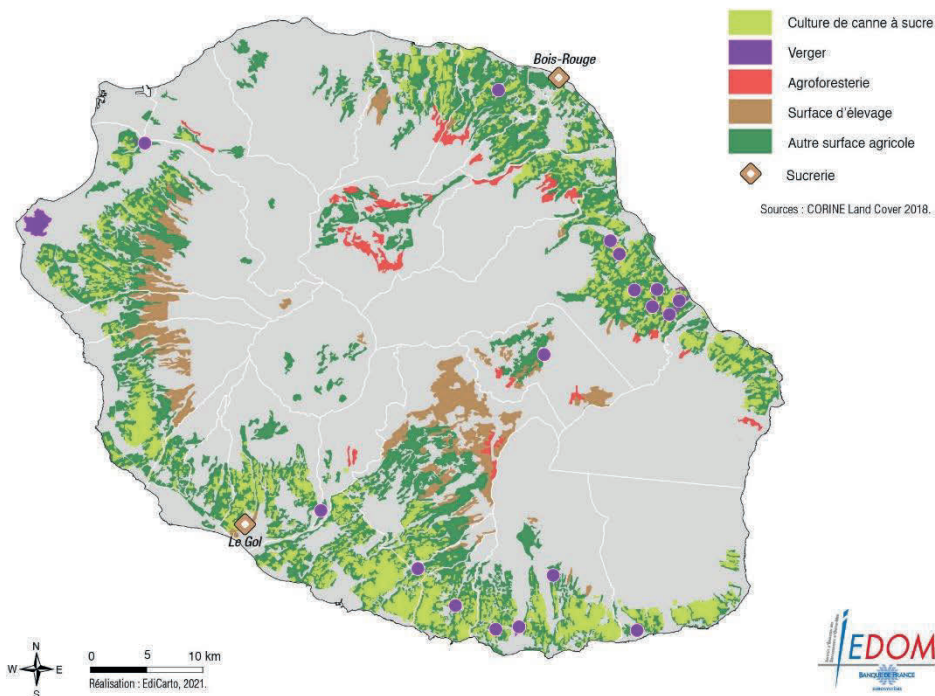 Bois-Rouge
Culture de canne à sucre
Verger
Agroforesterie
Surface d'élevage
Autre surface agricole
Sucrerie
Sources : CORINE Land Cover 2018.
Le Gol
N
W
E
S
0 5 10 km
Réalisation : EdiCarto, 2021.
IEDOM
BANQUE DE FRANCE
EUROSYSTÈME